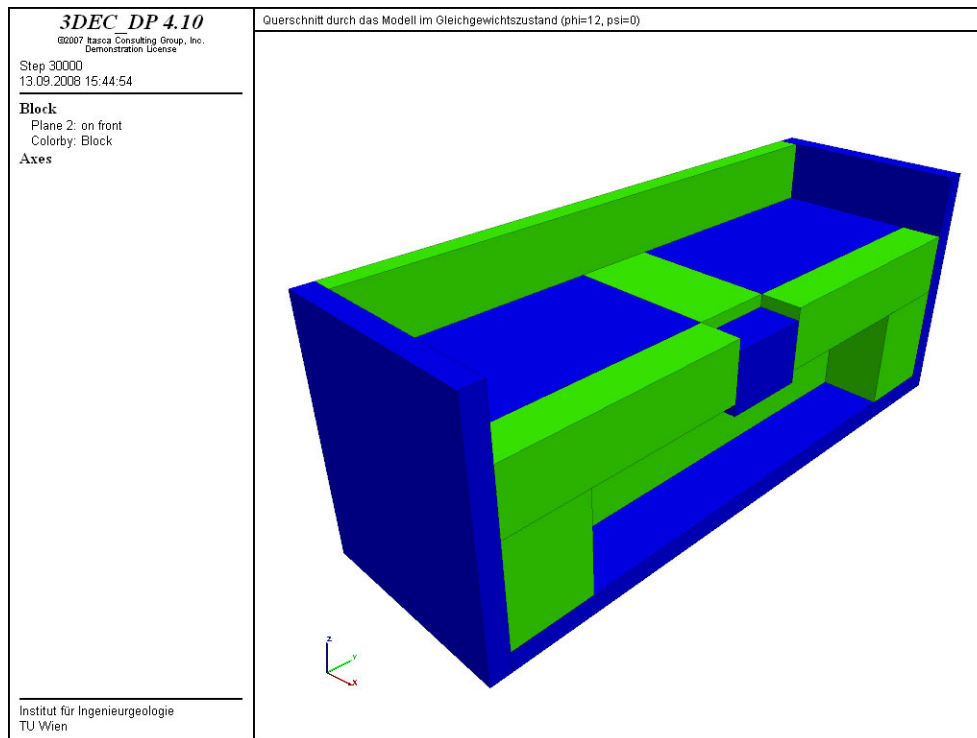 3DEC_DP 4.10
©2007 Itasca Consulting Group, Inc.
Demonstration License
Step 30000
13.09.2008 15:44:54
Block
Plane 2: on front
Colorby: Block
Axes
Institut für Ingenieurgeologie
TU Wien
Querschnitt durch das Modell im Gleichgewichtszustand (phi=12, psi=0)
z
Y
X